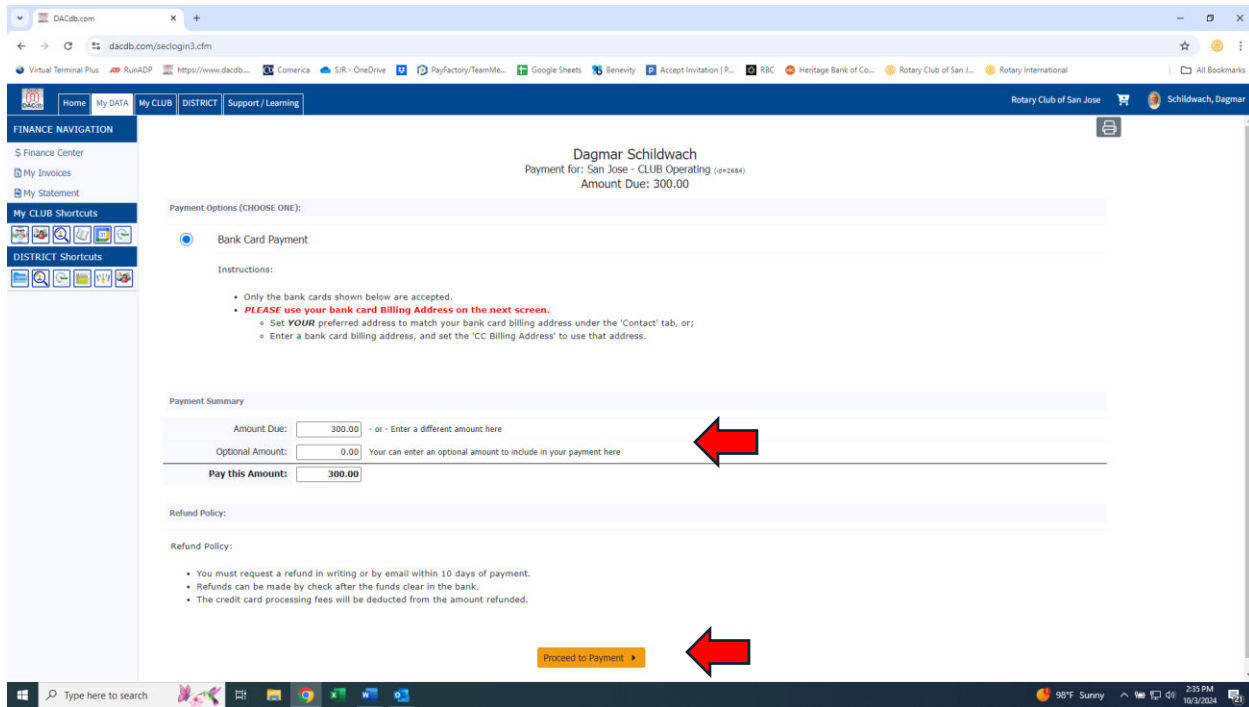 DACdb.com
dacdb.com/seclogin3.cfm
Virtual Terminal Plus RunADP https://www.dacdb.... Comerica SJR - OneDrive PayFactory/TeamMe... Google Sheets Benevity Accept Invitation | P... RBC Heritage Bank of Co... Rotary Club of San J... Rotary International All Bookmarks
DACdb Home My DATA My CLUB DISTRICT Support / Learning Rotary Club of San Jose Schildwach, Dagmar
FINANCE NAVIGATION
$ Finance Center
My Invoices
My Statement
My CLUB Shortcuts
DISTRICT Shortcuts
Dagmar Schildwach
Payment for: San Jose - CLUB Operating (id=2684)
Amount Due: 300.00
Payment Options (CHOOSE ONE):
Bank Card Payment
Instructions:
• Only the bank cards shown below are accepted.
• PLEASE use your bank card Billing Address on the next screen.
Set YOUR preferred address to match your bank card billing address under the 'Contact' tab, or;
Enter a bank card billing address, and set the 'CC Billing Address' to use that address.
Payment Summary
Amount Due: 300.00 - or - Enter a different amount here
Optional Amount: 0.00 Your can enter an optional amount to include in your payment here
Pay this Amount: 300.00
Refund Policy:
Refund Policy:
• You must request a refund in writing or by email within 10 days of payment.
• Refunds can be made by check after the funds clear in the bank.
• The credit card processing fees will be deducted from the amount refunded.
Proceed to Payment
Type here to search 98°F Sunny 2:35 PM
10/3/2024